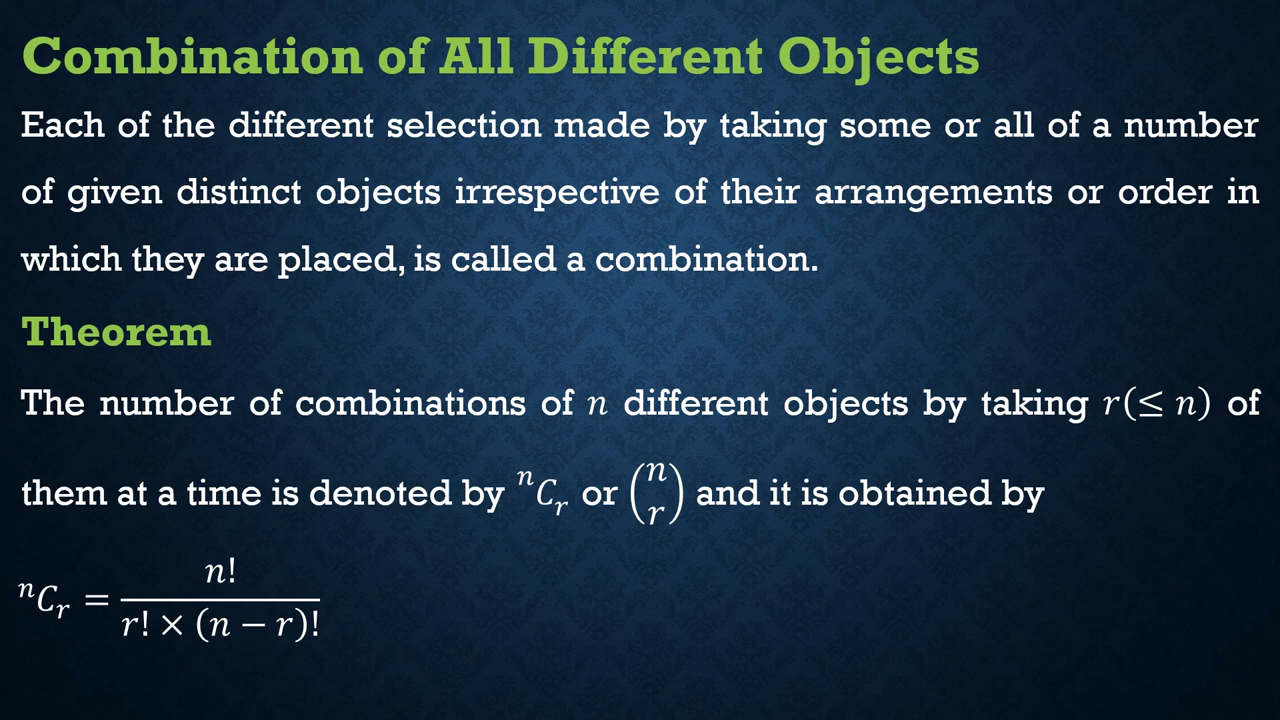 Combination of All Different Objects
Each of the different selection made by taking some or all of a number
of given distinct objects irrespective of their arrangements or order in
which they are placed, is called a combination.
Theorem
The number of combinations of n different objects by taking r(≤ n) of
them at a time is denoted by ⁿCᵣ or (n r) and it is obtained by
ⁿCᵣ = n! / r! × (n − r)!